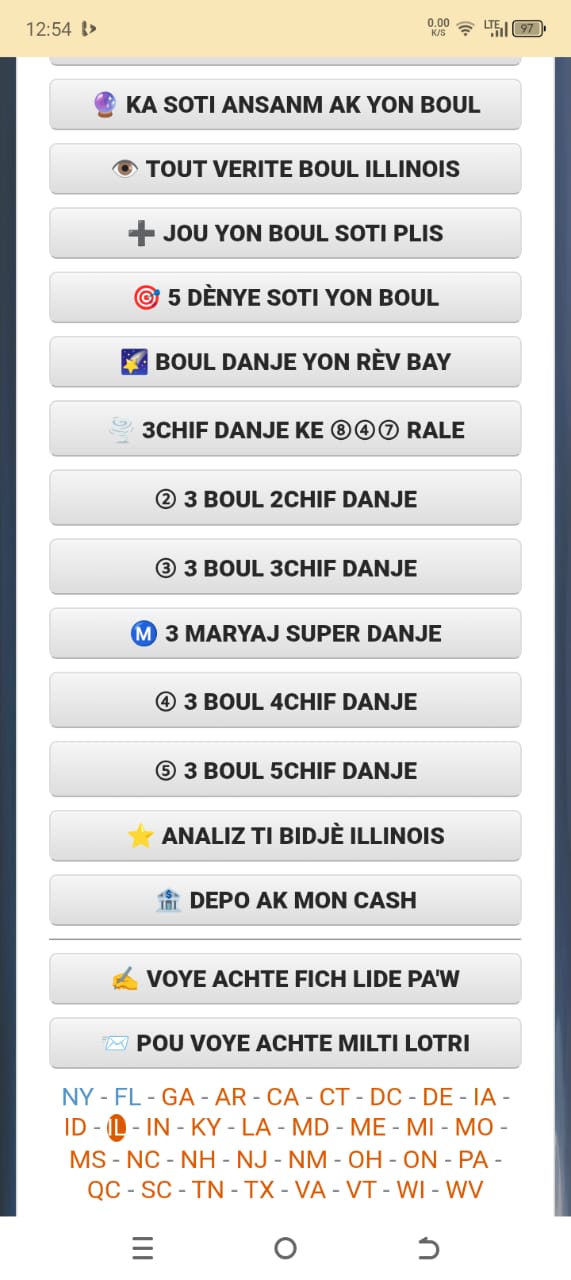 12:54
0.00 K/S LTE 97
🔮 KA SOTI ANSANM AK YON BOUL
👁️ TOUT VERITE BOUL ILLINOIS
➕ JOU YON BOUL SOTI PLIS
🎯 5 DÈNYE SOTI YON BOUL
🌠 BOUL DANJE YON RÈV BAY
🌪️ 3CHIF DANJE KE ⑧④⑦ RALE
② 3 BOUL 2CHIF DANJE
③ 3 BOUL 3CHIF DANJE
Ⓜ️ 3 MARYAJ SUPER DANJE
④ 3 BOUL 4CHIF DANJE
⑤ 3 BOUL 5CHIF DANJE
⭐ ANALIZ TI BIDJÈ ILLINOIS
🏦 DEPO AK MON CASH
✍️ VOYE ACHTE FICH LIDE PA'W
📨 POU VOYE ACHTE MILTI LOTRI
NY - FL - GA - AR - CA - CT - DC - DE - IA -
ID - IL - IN - KY - LA - MD - ME - MI - MO -
MS - NC - NH - NJ - NM - OH - ON - PA -
QC - SC - TN - TX - VA - VT - WI - WV